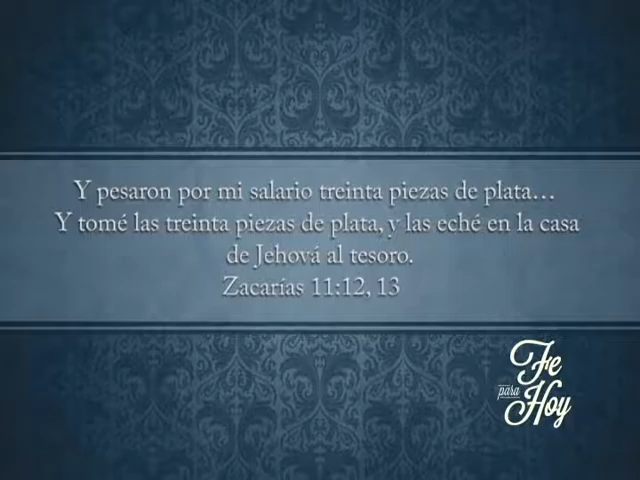 Y pesaron por mi salario treinta piezas de plata...
Y tomé las treinta piezas de plata, y las eché en la casa
de Jehová al tesoro.
Zacarías 11:12, 13
Fe
para
Hoy